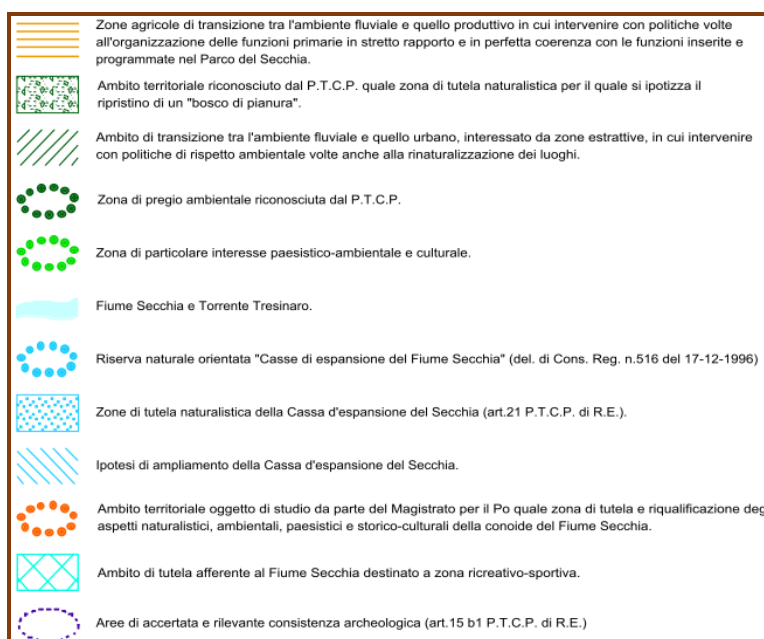 Zone agricole di transizione tra l'ambiente fluviale e quello produttivo in cui intervenire con politiche volte
all'organizzazione delle funzioni primarie in stretto rapporto e in perfetta coerenza con le funzioni inserite e
programmate nel Parco del Secchia.
Ambito territoriale riconosciuto dal P.T.C.P. quale zona di tutela naturalistica per il quale si ipotizza il
ripristino di un "bosco di pianura".
Ambito di transizione tra l'ambiente fluviale e quello urbano, interessato da zone estrattive, in cui intervenire
con politiche di rispetto ambientale volte anche alla rinaturalizzazione dei luoghi.
Zona di pregio ambientale riconosciuta dal P.T.C.P.
Zona di particolare interesse paesistico-ambientale e culturale.
Fiume Secchia e Torrente Tresinaro.
Riserva naturale orientata "Casse di espansione del Fiume Secchia" (del. di Cons. Reg. n.516 del 17-12-1996)
Zone di tutela naturalistica della Cassa d'espansione del Secchia (art.21 P.T.C.P. di R.E.).
Ipotesi di ampliamento della Cassa d'espansione del Secchia.
Ambito territoriale oggetto di studio da parte del Magistrato per il Po quale zona di tutela e riqualificazione
aspetti naturalistici, ambientali, paesistici e storico-culturali della conoide del Fiume Secchia.
Ambito di tutela afferente al Fiume Secchia destinato a zona ricreativo-sportiva.
Aree di accertata e rilevante consistenza archeologica (art.15 b1 P.T.C.P. di R.E.)